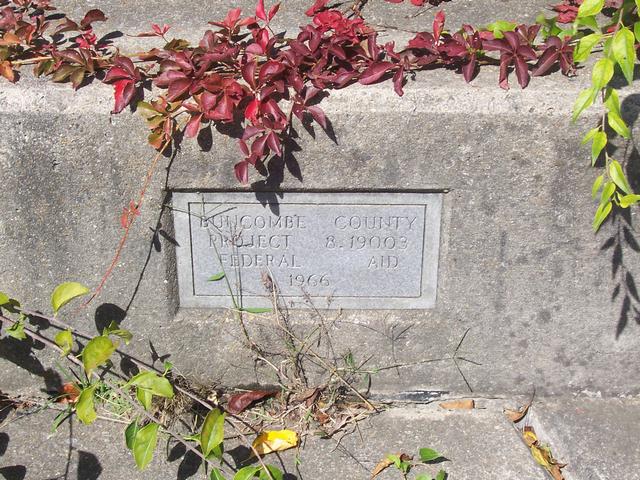 BUNCOMBE COUNTY
PROJECT 8.19003
FEDERAL AID
1966